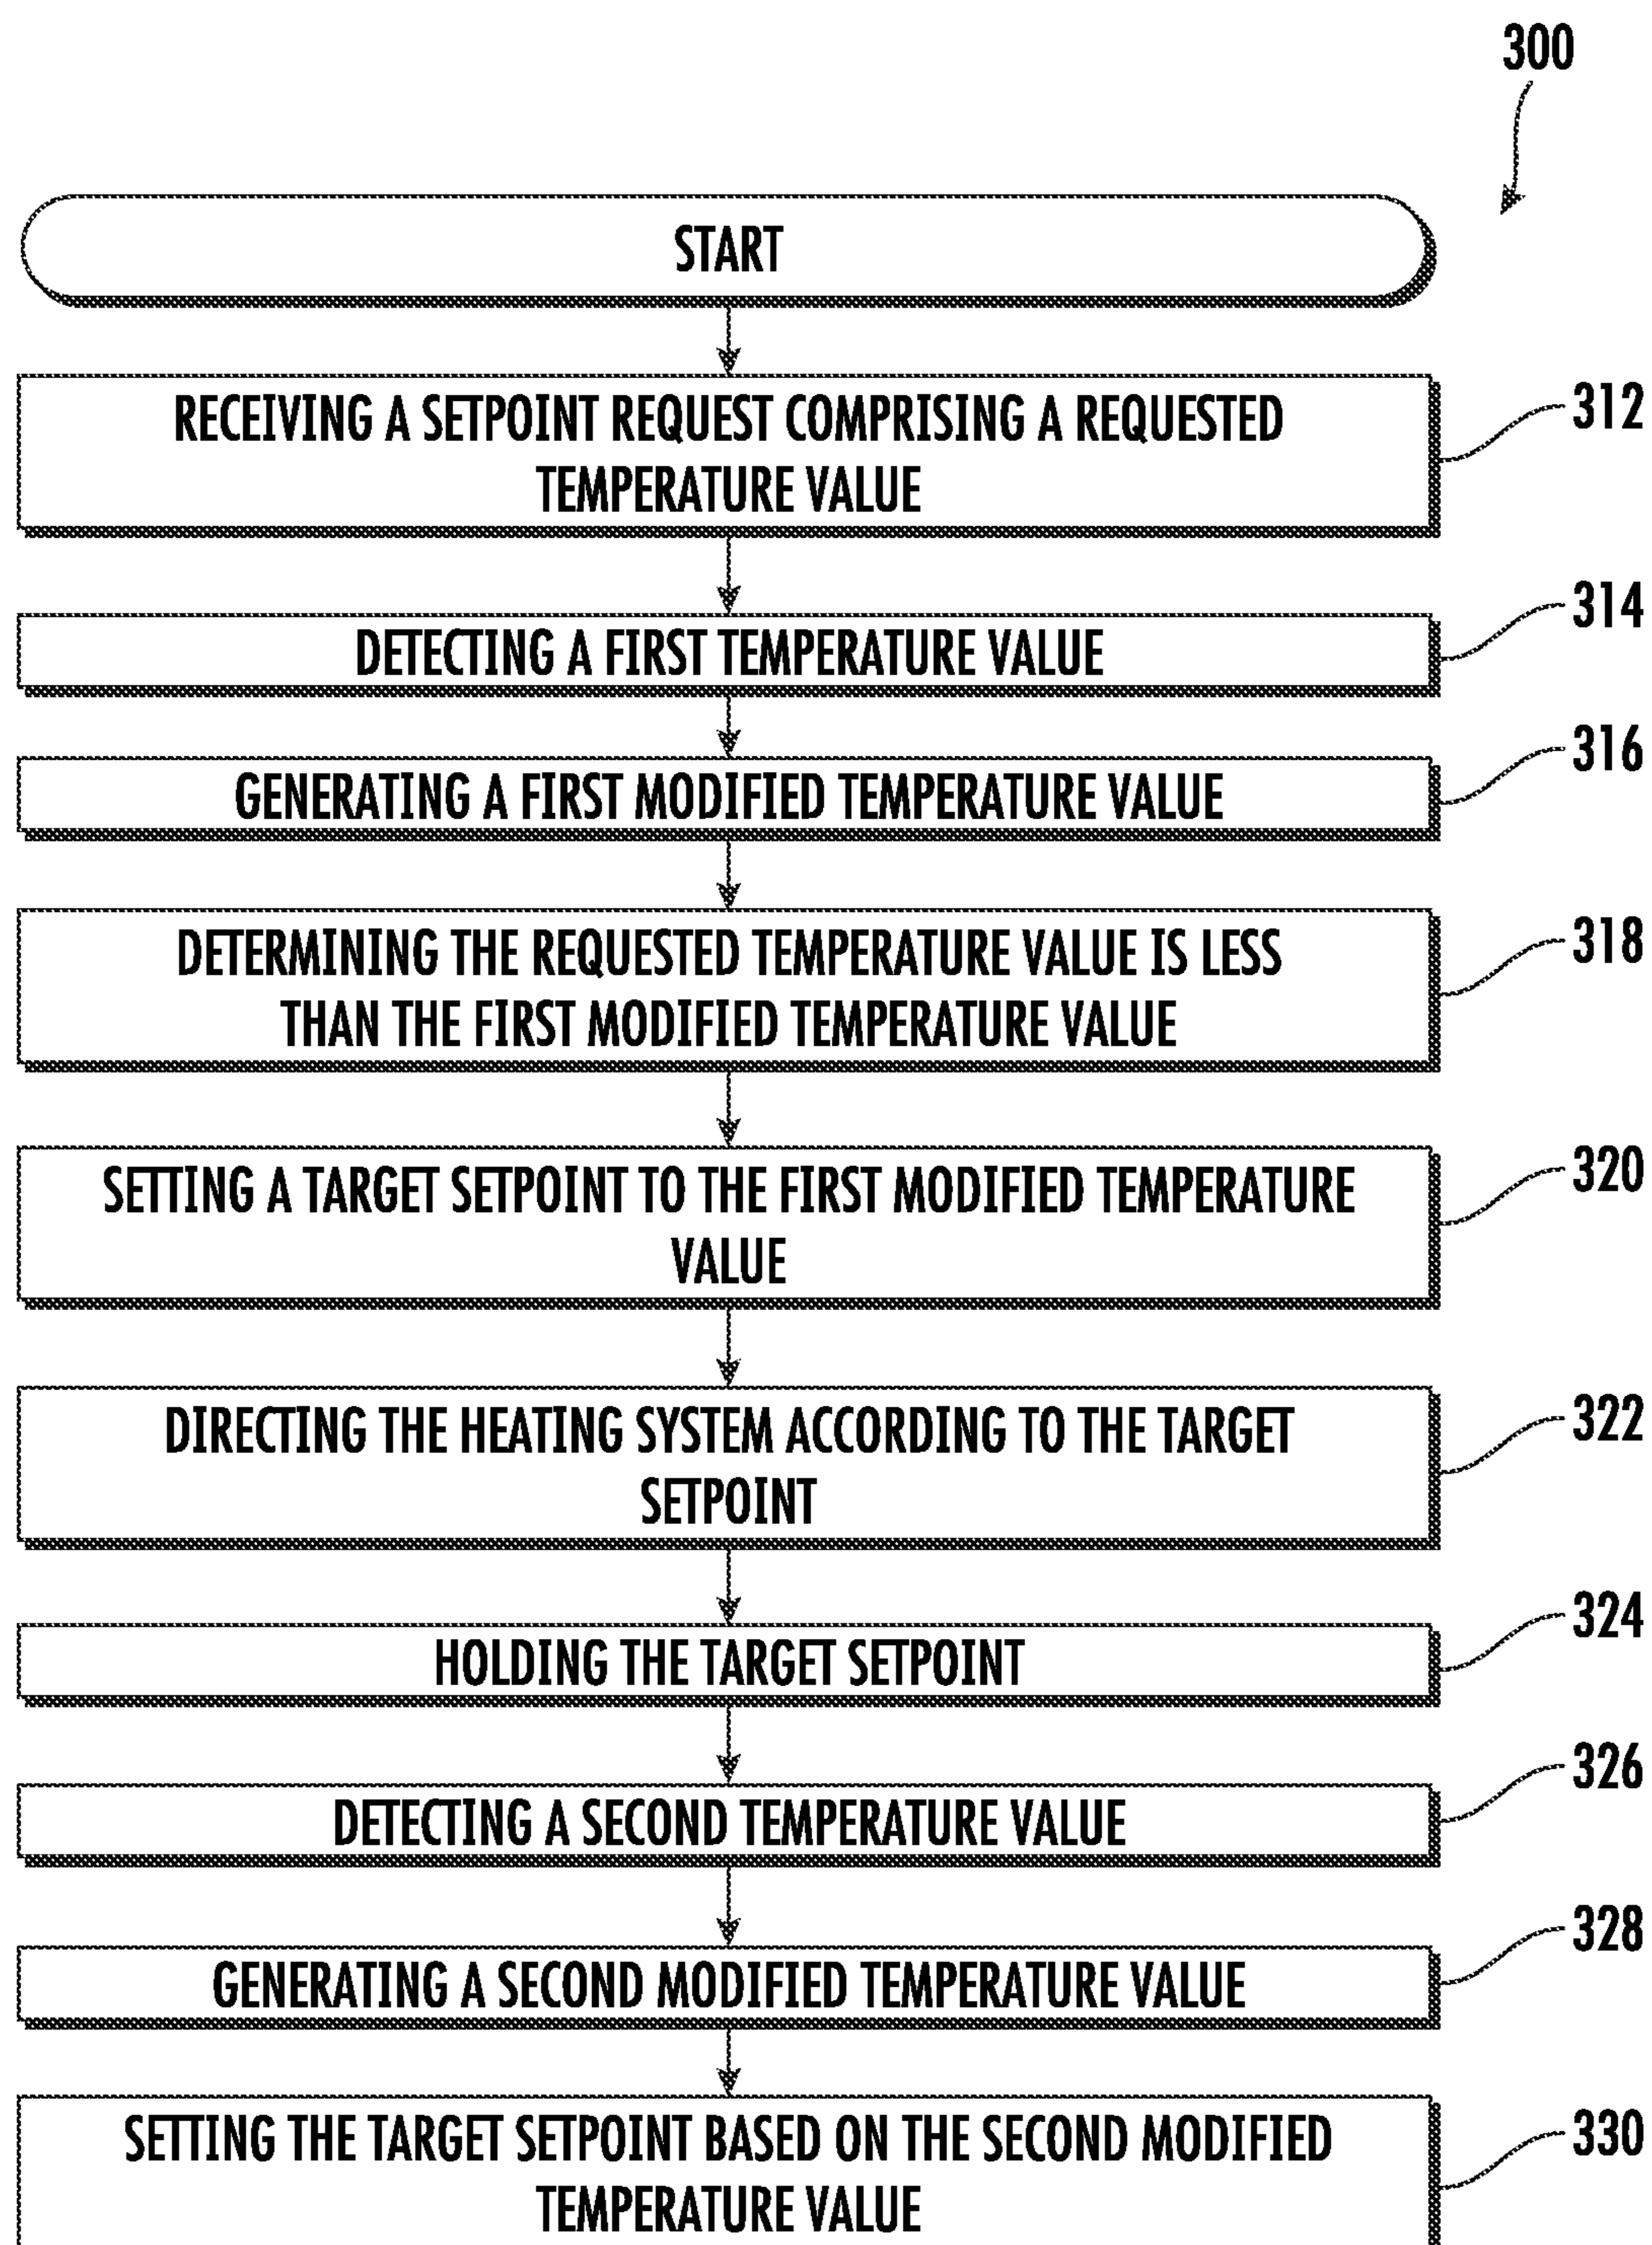 300
START
RECEIVING A SETPOINT REQUEST COMPRISING A REQUESTED
TEMPERATURE VALUE
312
DETECTING A FIRST TEMPERATURE VALUE
314
GENERATING A FIRST MODIFIED TEMPERATURE VALUE
316
DETERMINING THE REQUESTED TEMPERATURE VALUE IS LESS
THAN THE FIRST MODIFIED TEMPERATURE VALUE
318
SETTING A TARGET SETPOINT TO THE FIRST MODIFIED TEMPERATURE
VALUE
320
DIRECTING THE HEATING SYSTEM ACCORDING TO THE TARGET
SETPOINT
322
HOLDING THE TARGET SETPOINT
324
DETECTING A SECOND TEMPERATURE VALUE
326
GENERATING A SECOND MODIFIED TEMPERATURE VALUE
328
SETTING THE TARGET SETPOINT BASED ON THE SECOND MODIFIED
TEMPERATURE VALUE
330